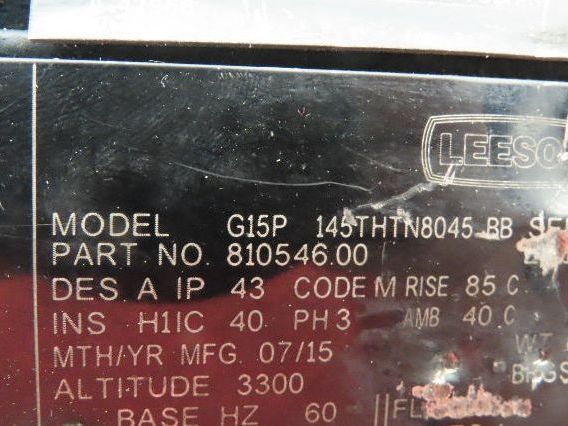 LEESO
MODEL G15P 145THTN8045 BB
PART NO. 810546.00
DES A IP 43 CODE M RISE 85 C
INS H1IC 40 PH 3 AMB 40 C
MTH/YR MFG. 07/15 WT
ALTITUDE 3300
BASE HZ 60